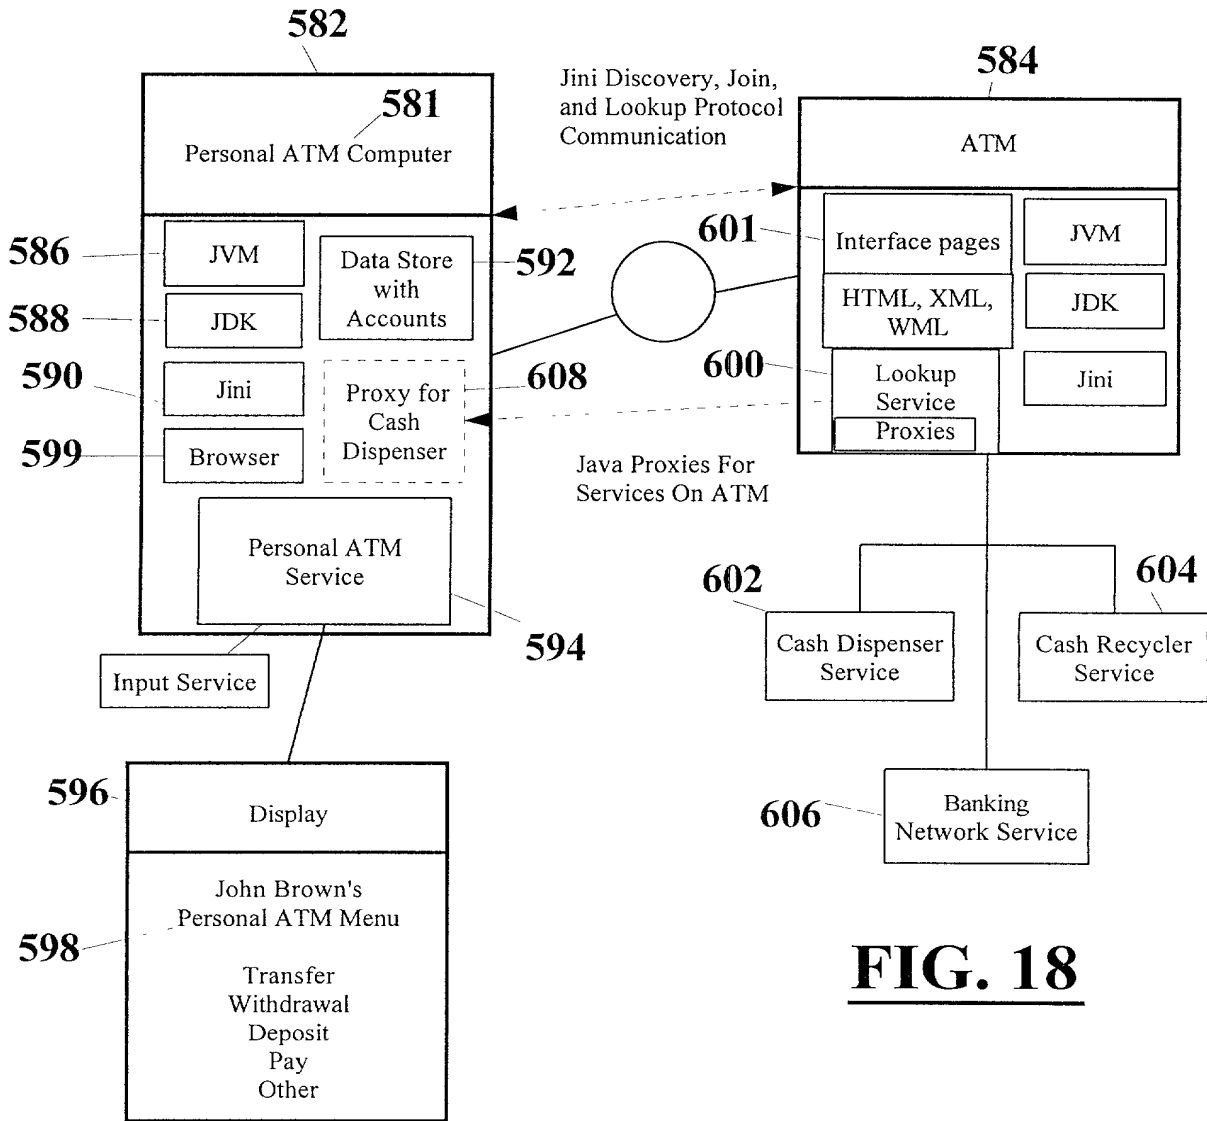 582
581
Personal ATM Computer
Jini Discovery, Join,
and Lookup Protocol
Communication
584
ATM
586
JVM
588
JDK
590
Jini
599
Browser
Data Store
with
Accounts
592
Proxy for
Cash
Dispenser
608
Personal ATM
Service
594
Input Service
601
Interface pages
HTML, XML,
WML
600
Lookup
Service
Proxies
JVM
JDK
Jini
Java Proxies For
Services On ATM
602
Cash Dispenser
Service
604
Cash Recycler
Service
606
Banking
Network Service
596
Display
598
John Brown's
Personal ATM Menu
Transfer
Withdrawal
Deposit
Pay
Other
FIG. 18